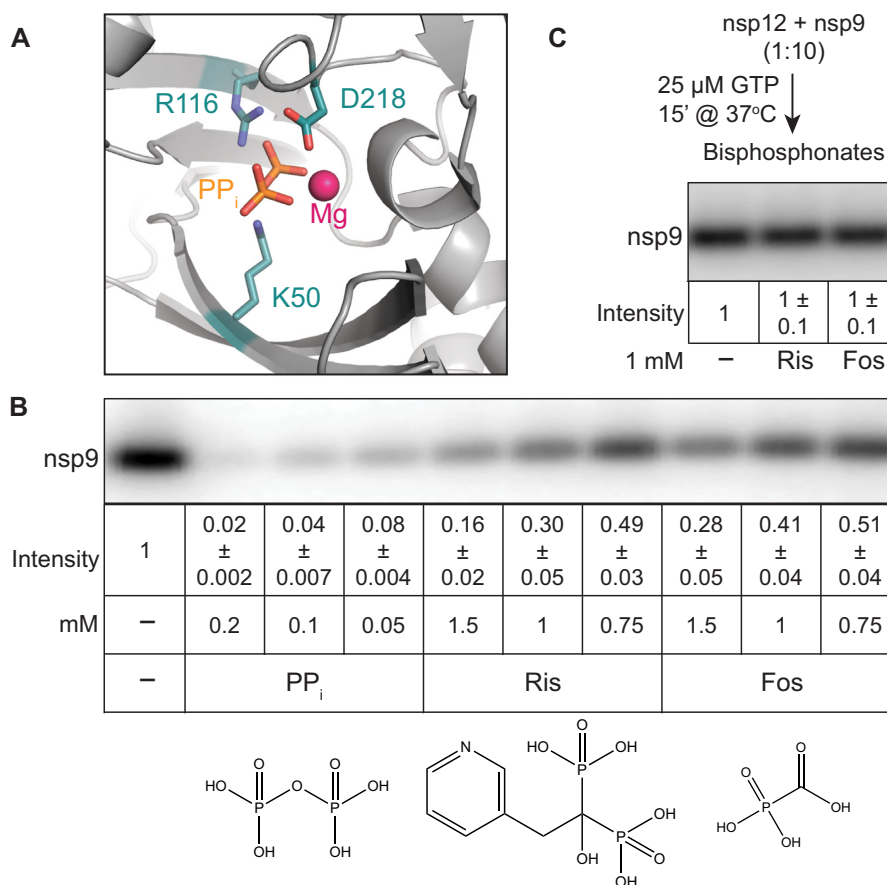 A
R116
D218
PPi
Mg
K50
C
nsp12 + nsp9
(1:10)
25 µM GTP
15’ @ 37°C
Bisphosphonates
nsp9
Intensity 1 1 ± 0.1 1 ± 0.1
1 mM – Ris Fos
B
nsp9
Intensity 1 0.02 ± 0.002 0.04 ± 0.007 0.08 ± 0.004 0.16 ± 0.02 0.30 ± 0.05 0.49 ± 0.03 0.28 ± 0.05 0.41 ± 0.04 0.51 ± 0.04
mM – 0.2 0.1 0.05 1.5 1 0.75 1.5 1 0.75
– PPi Ris Fos
O O
HO P O P OH
OH OH
N
O
HO P OH
OH
P
OH O
OH
O O
P
HO OH
OH